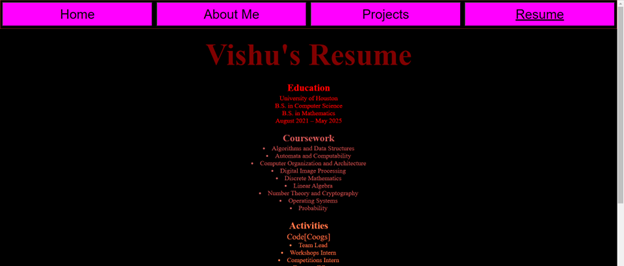 Home
About Me
Projects
Resume
Vishu's Resume
Education
University of Houston
B.S. in Computer Science
B.S. in Mathematics
August 2021 – May 2025
Coursework
• Algorithms and Data Structures
• Automata and Computability
• Computer Organization and Architecture
• Digital Image Processing
• Discrete Mathematics
• Linear Algebra
• Number Theory and Cryptography
• Operating Systems
• Probability
Activities
Code[Coogs]
• Team Lead
• Workshops Intern
• Competitions Intern